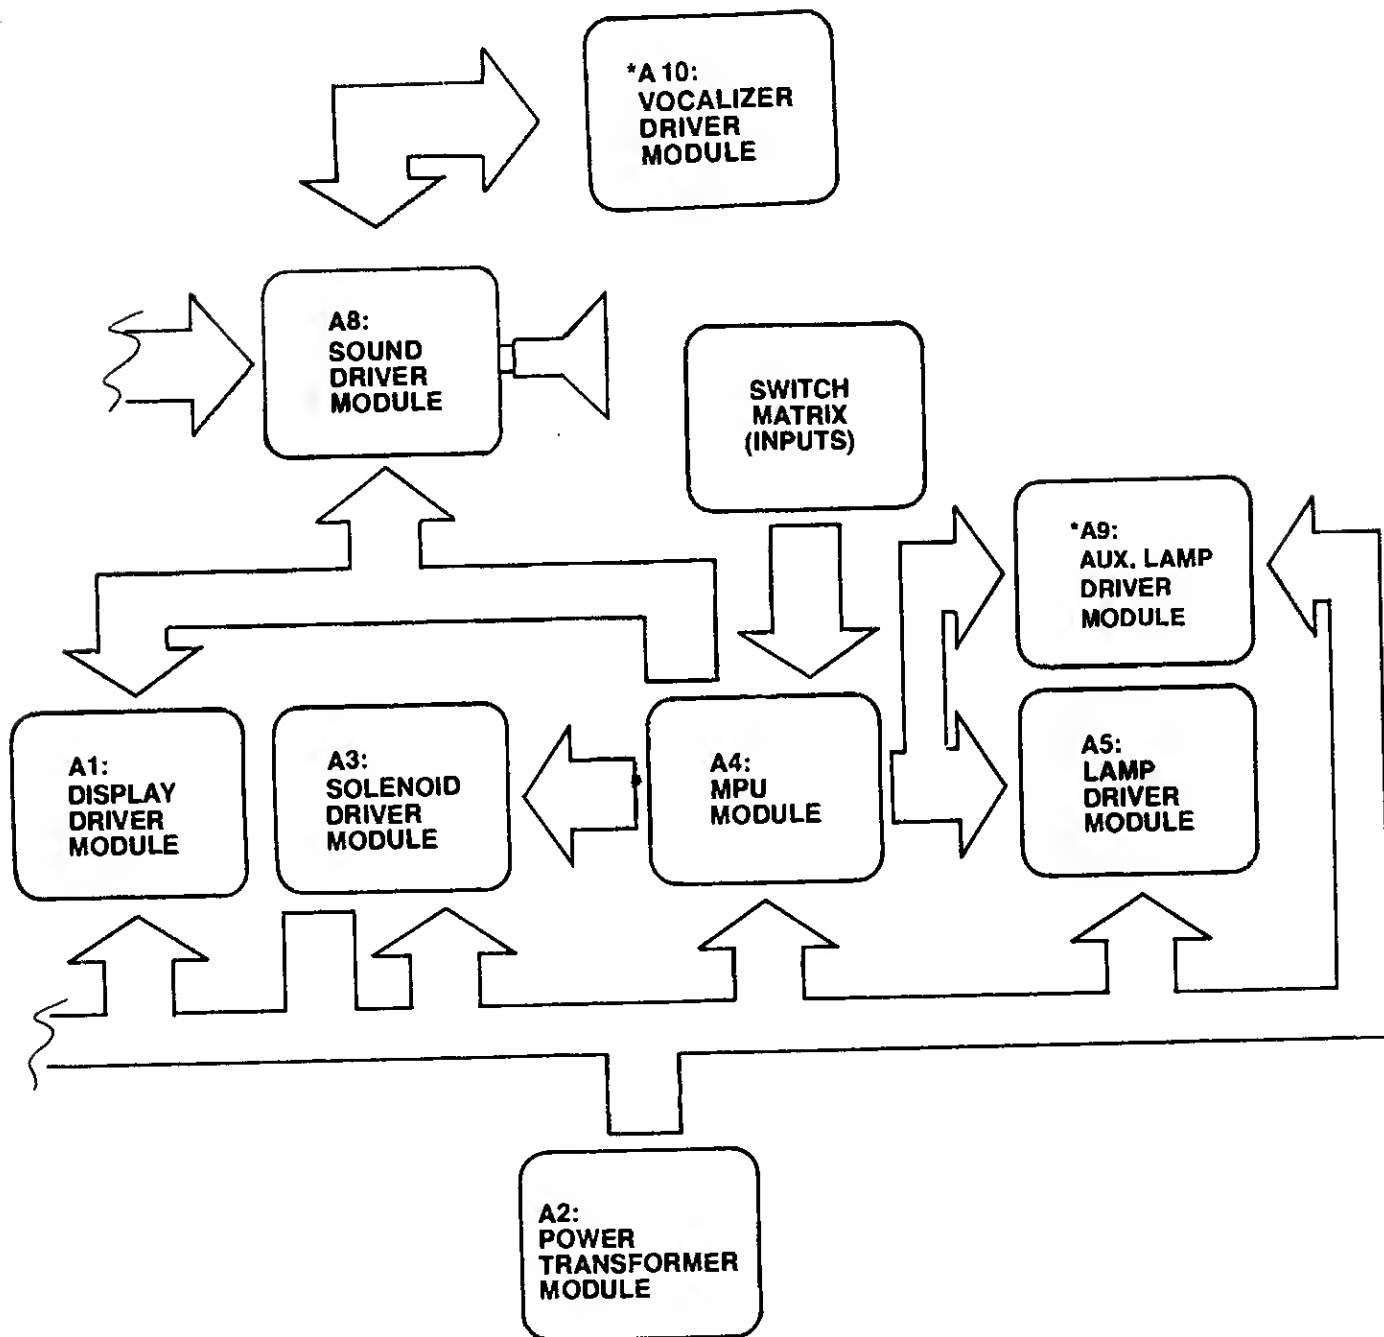 *A 10:
VOCALIZER
DRIVER
MODULE
A8:
SOUND
DRIVER
MODULE
SWITCH
MATRIX
(INPUTS)
*A9:
AUX. LAMP
DRIVER
MODULE
A1:
DISPLAY
DRIVER
MODULE
A3:
SOLENOID
DRIVER
MODULE
A4:
MPU
MODULE
A5:
LAMP
DRIVER
MODULE
A2:
POWER
TRANSFORMER
MODULE